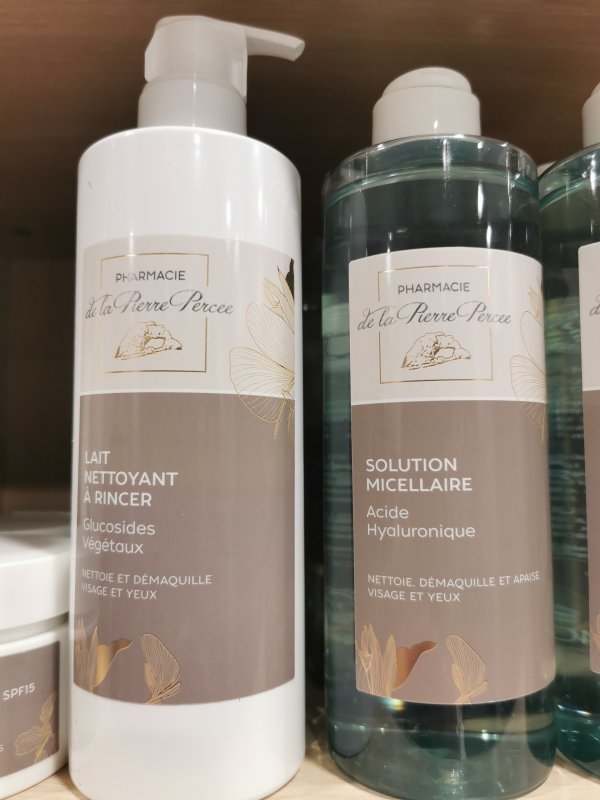 PHARMACIE
de la Pierre Percee
LAIT
NETTOYANT
À RINCER
Glucosides
Végétaux
NETTOIE ET DÉMAQUILLE
VISAGE ET YEUX
PHARMACIE
de la Pierre Percee
SOLUTION
MICELLAIRE
Acide
Hyaluronique
NETTOIE, DÉMAQUILLE ET APAISE
VISAGE ET YEUX
SPF15